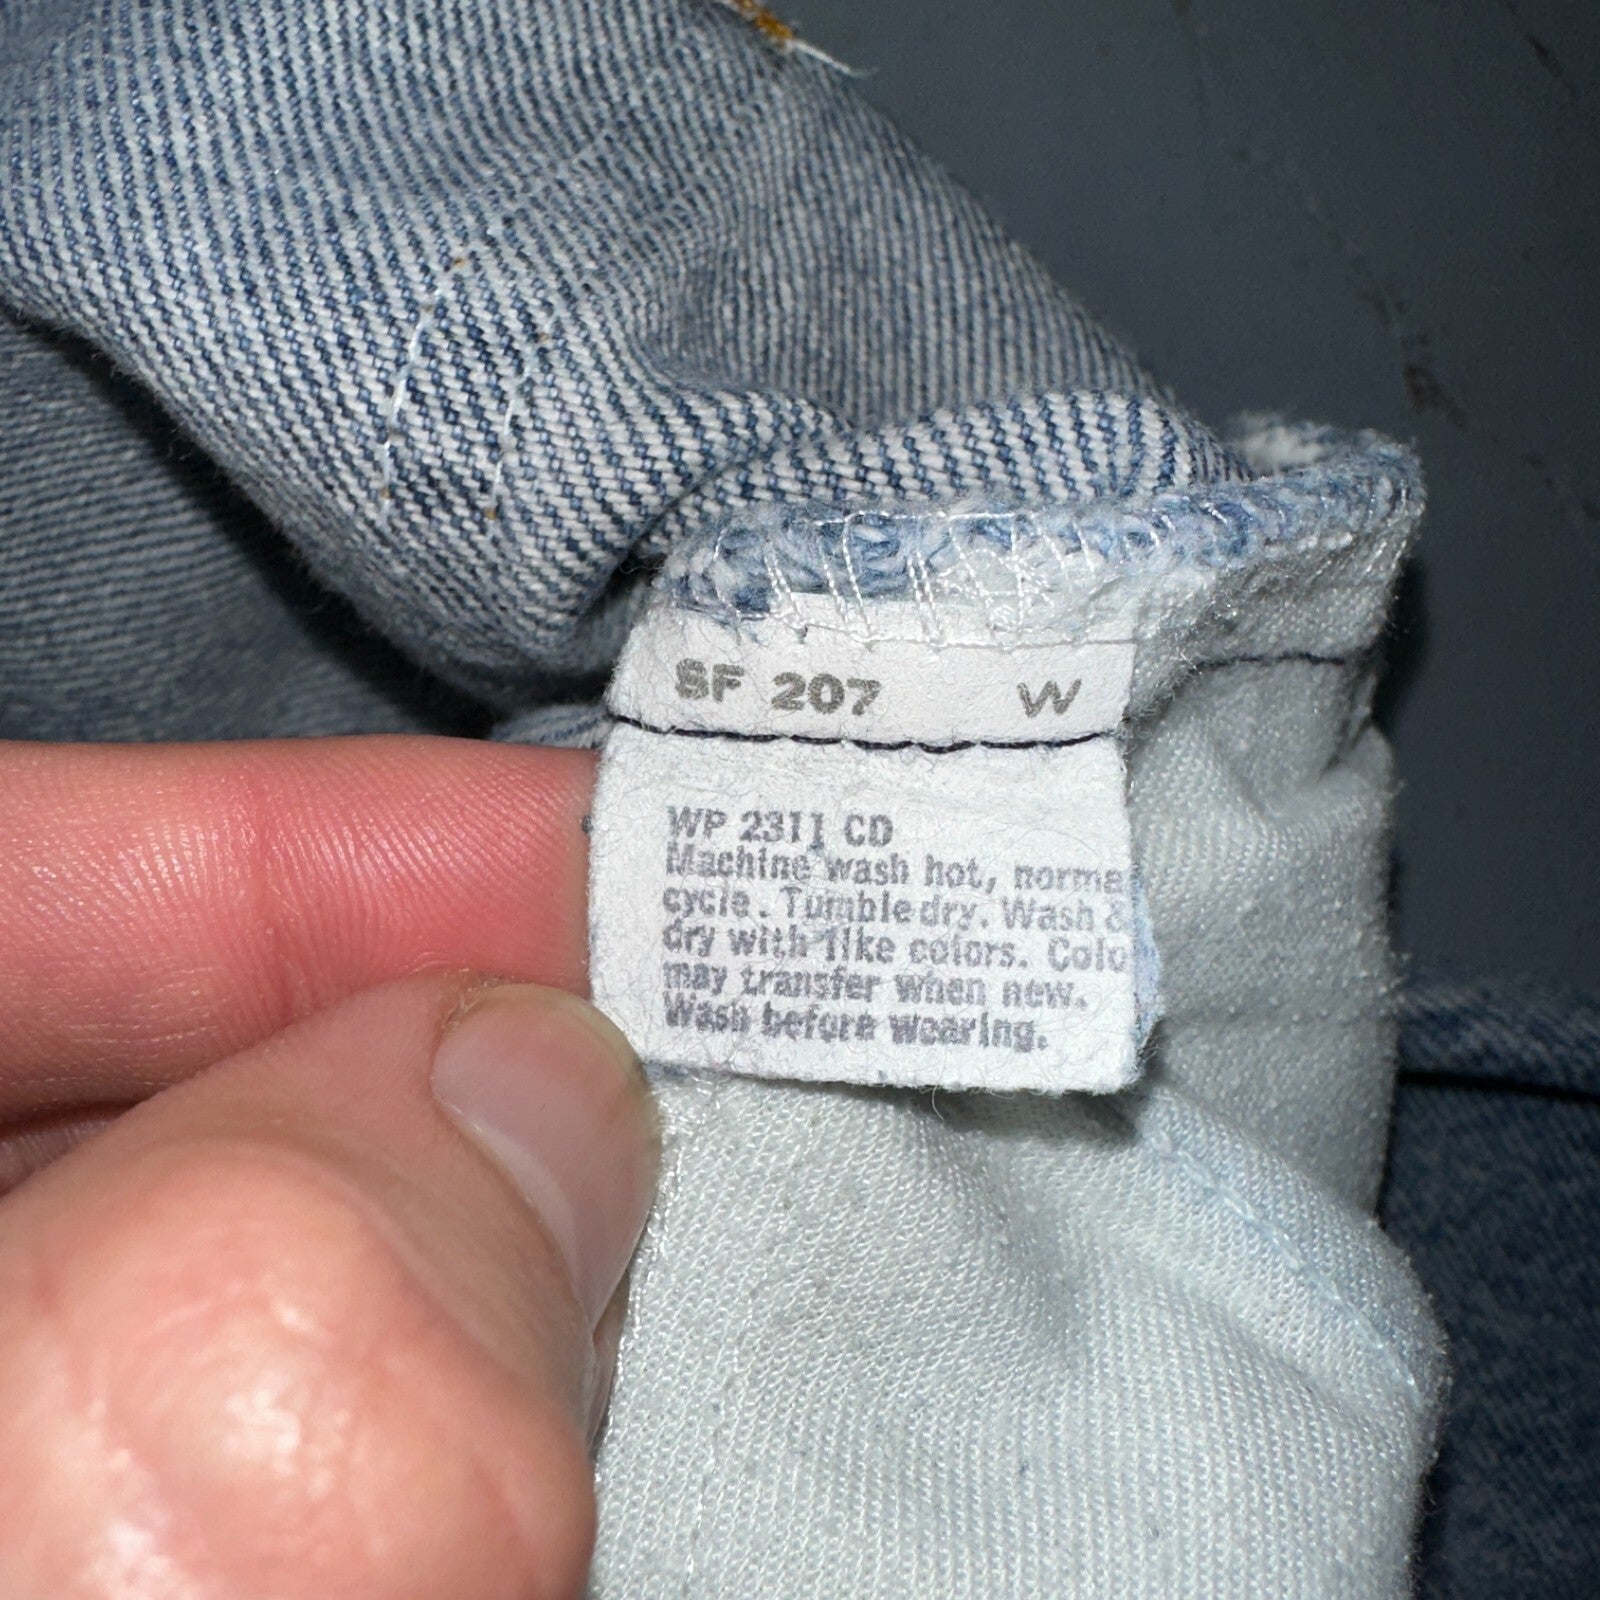 SF 207 W
WP 2311 CD
Machine wash hot, norma
cycle. Tumble dry. Wash &
dry with like colors. Colo
may transfer when new.
Wash before wearing.